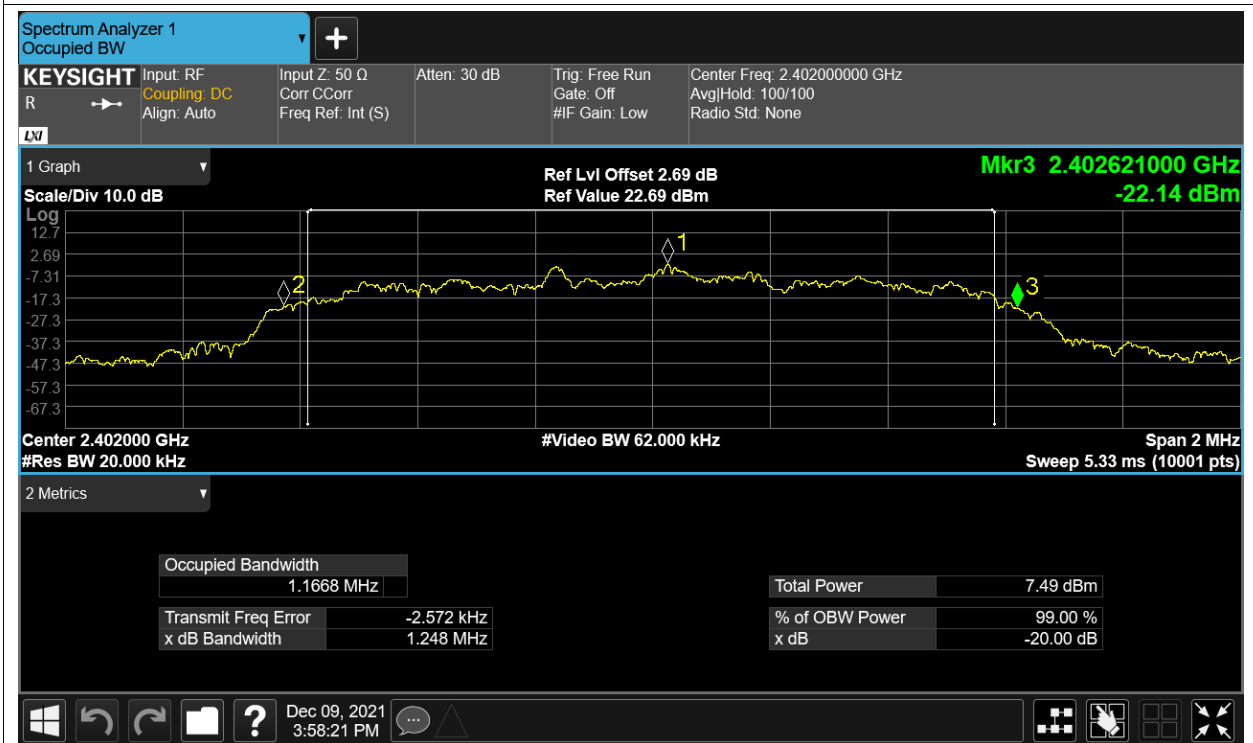 Spectrum Analyzer 1
Occupied BW
KEYSIGHT
R
LXI
Input: RF
Coupling: DC
Align: Auto
Input Z: 50 Ω
Corr CCorr
Freq Ref: Int (S)
Atten: 30 dB
Trig: Free Run
Gate: Off
#IF Gain: Low
Center Freq: 2.402000000 GHz
Avg|Hold: 100/100
Radio Std: None
1 Graph
Scale/Div 10.0 dB
Ref Lvl Offset 2.69 dB
Ref Value 22.69 dBm
Mkr3 2.402621000 GHz
-22.14 dBm
Log
12.7
2.69
-7.31
-17.3
-27.3
-37.3
-47.3
-57.3
-67.3
1
2
3
Center 2.402000 GHz
#Res BW 20.000 kHz
#Video BW 62.000 kHz
Span 2 MHz
Sweep 5.33 ms (10001 pts)
2 Metrics
Occupied Bandwidth
1.1668 MHz
Transmit Freq Error -2.572 kHz
x dB Bandwidth 1.248 MHz
Total Power 7.49 dBm
% of OBW Power 99.00 %
x dB -20.00 dB
?
Dec 09, 2021
3:58:21 PM